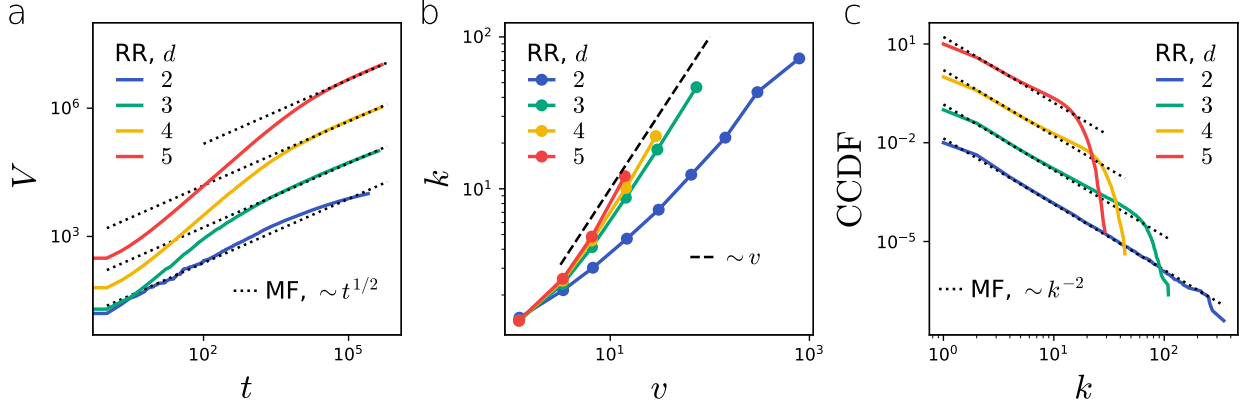 a
RR, d
2
3
4
5
MF, ~ t^{1/2}
10^6
10^3
10^2
10^5
V
t
b
RR, d
2
3
4
5
~ v
10^2
10^1
10^1
10^3
k
v
c
RR, d
2
3
4
5
MF, ~ k^{−2}
10^1
10^{−2}
10^{−5}
10^0
10^1
10^2
CCDF
k